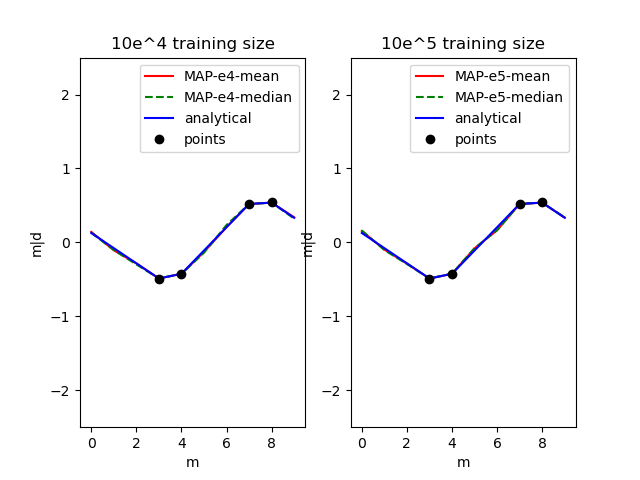 10e^4 training size
MAP-e4-mean
MAP-e4-median
analytical
points
m|d
2
1
0
−1
−2
0
2
4
6
8
m
10e^5 training size
MAP-e5-mean
MAP-e5-median
analytical
points
m|d
2
1
0
−1
−2
0
2
4
6
8
m